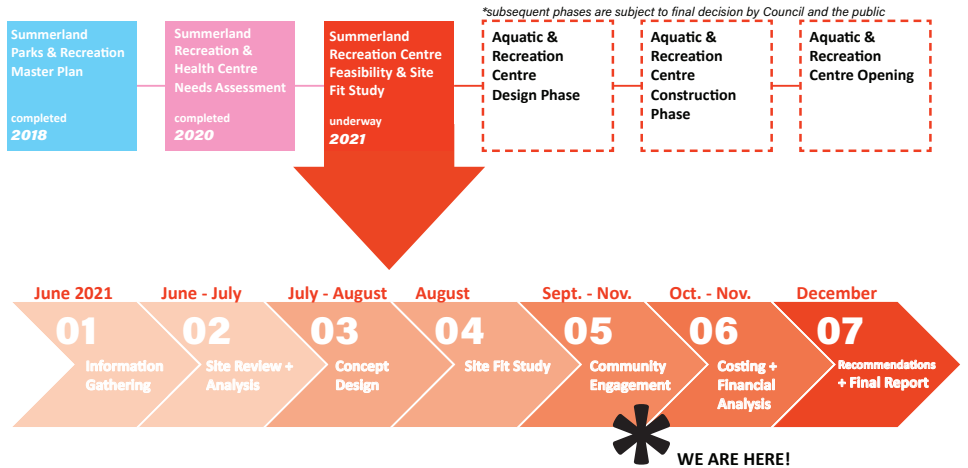 *subsequent phases are subject to final decision by Council and the public
Summerland
Parks & Recreation
Master Plan
completed
2018
Summerland
Recreation &
Health Centre
Needs Assessment
completed
2020
Summerland
Recreation Centre
Feasibility & Site
Fit Study
underway
2021
Aquatic &
Recreation
Centre
Design Phase
Aquatic &
Recreation
Centre
Construction
Phase
Aquatic &
Recreation
Centre Opening
June 2021
01
Information
Gathering
June - July
02
Site Review +
Analysis
July - August
03
Concept
Design
August
04
Site Fit Study
Sept. - Nov.
05
Community
Engagement
Oct. - Nov.
06
Costing +
Financial
Analysis
December
07
Recommendations
+ Final Report
WE ARE HERE!